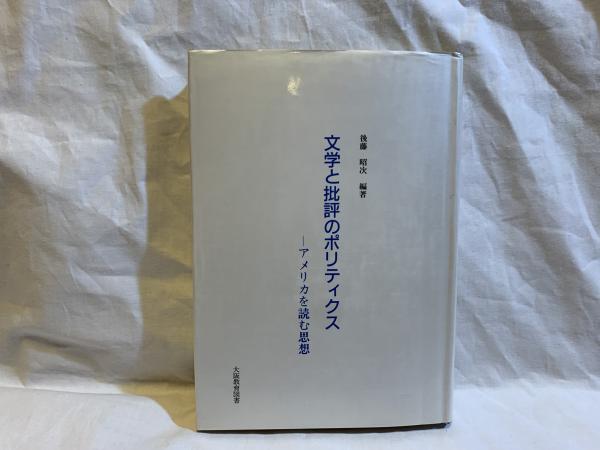 後藤 昭次 編著
文学と批評のポリティクス
―アメリカを読む思想
大阪教育図書